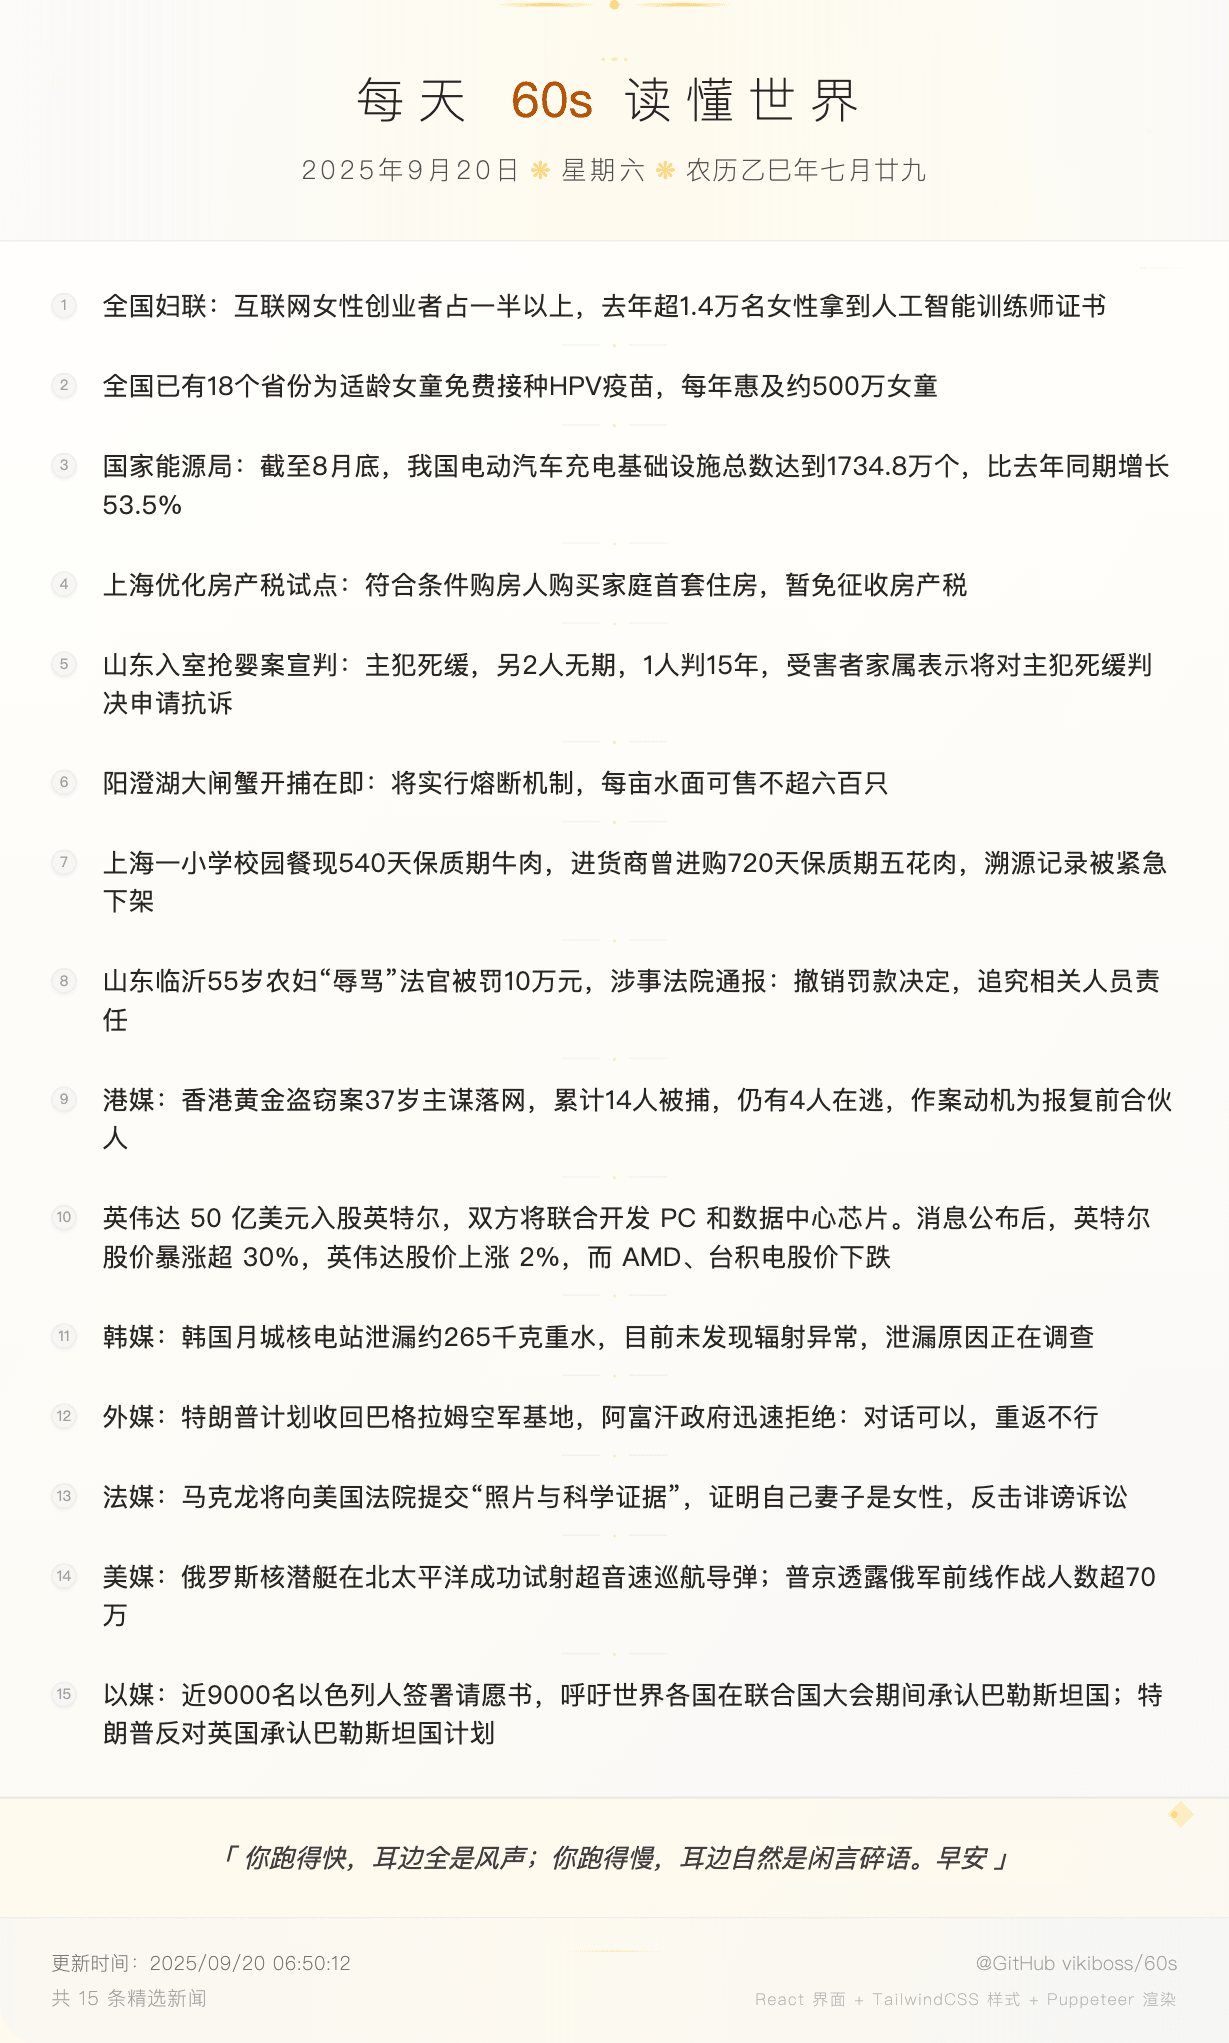 每天 60s 读懂世界
2025年9月20日 ❋ 星期六 ❋ 农历乙巳年七月廿九
1 全国妇联：互联网女性创业者占一半以上，去年超1.4万名女性拿到人工智能训练师证书
2 全国已有18个省份为适龄女童免费接种HPV疫苗，每年惠及约500万女童
3 国家能源局：截至8月底，我国电动汽车充电基础设施总数达到1734.8万个，比去年同期增长
53.5%
4 上海优化房产税试点：符合条件购房人购买家庭首套住房，暂免征收房产税
5 山东入室抢婴案宣判：主犯死缓，另2人无期，1人判15年，受害者家属表示将对主犯死缓判
决申请抗诉
6 阳澄湖大闸蟹开捕在即：将实行熔断机制，每亩水面可售不超六百只
7 上海一小学校园餐现540天保质期牛肉，进货商曾进购720天保质期五花肉，溯源记录被紧急
下架
8 山东临沂55岁农妇“辱骂”法官被罚10万元，涉事法院通报：撤销罚款决定，追究相关人员责
任
9 港媒：香港黄金盗窃案37岁主谋落网，累计14人被捕，仍有4人在逃，作案动机为报复前合伙
人
10 英伟达 50 亿美元入股英特尔，双方将联合开发 PC 和数据中心芯片。消息公布后，英特尔
股价暴涨超 30%，英伟达股价上涨 2%，而 AMD、台积电股价下跌
11 韩媒：韩国月城核电站泄漏约265千克重水，目前未发现辐射异常，泄漏原因正在调查
12 外媒：特朗普计划收回巴格拉姆空军基地，阿富汗政府迅速拒绝：对话可以，重返不行
13 法媒：马克龙将向美国法院提交“照片与科学证据”，证明自己妻子是女性，反击诽谤诉讼
14 美媒：俄罗斯核潜艇在北太平洋成功试射超音速巡航导弹；普京透露俄军前线作战人数超70
万
15 以媒：近9000名以色列人签署请愿书，呼吁世界各国在联合国大会期间承认巴勒斯坦国；特
朗普反对英国承认巴勒斯坦国计划
「 你跑得快，耳边全是风声；你跑得慢，耳边自然是闲言碎语。早安 」
更新时间：2025/09/20 06:50:12
@GitHub vikiboss/60s
共 15 条精选新闻
React 界面 + TailwindCSS 样式 + Puppeteer 渲染